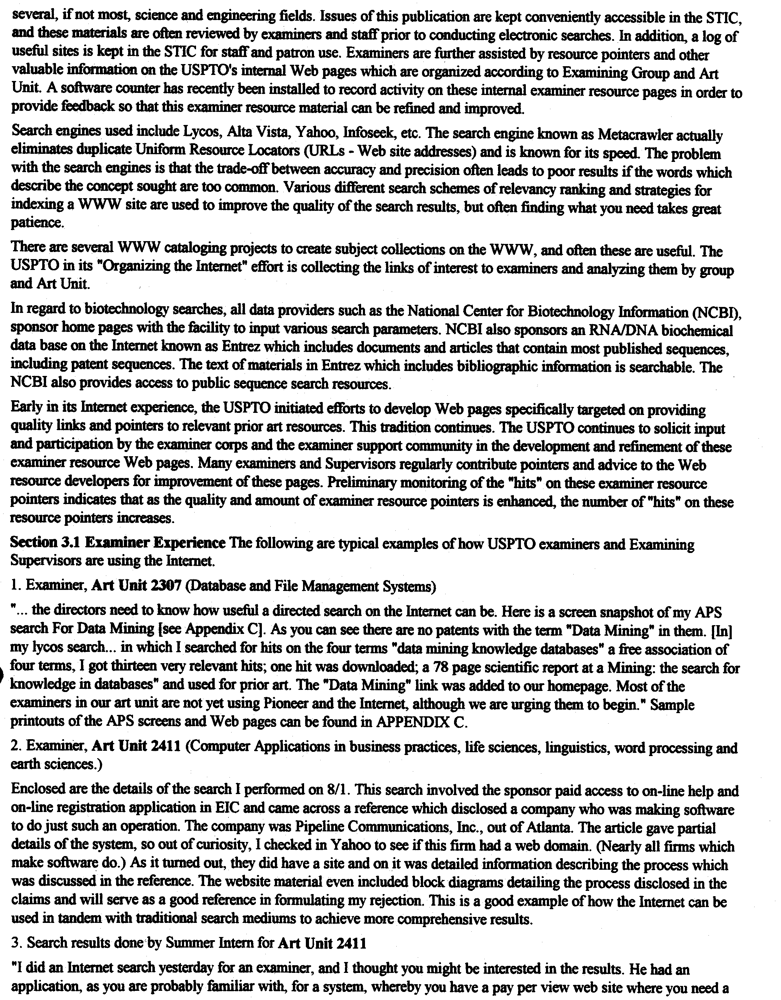 several, if not most, science and engineering fields. Issues of this publication are kept conveniently accessible in the STIC,
and these materials are often reviewed by examiners and staff prior to conducting electronic searches. In addition, a log of
useful sites is kept in the STIC for staff and patron use. Examiners are further assisted by resource pointers and other
valuable information on the USPTO's internal Web pages which are organized according to Examining Group and Art
Unit. A software counter has recently been installed to record activity on these internal examiner resource pages in order to
provide feedback so that this examiner resource material can be refined and improved.
Search engines used include Lycos, Alta Vista, Yahoo, Infoseek, etc. The search engine known as Metacrawler actually
eliminates duplicate Uniform Resource Locators (URLs - Web site addresses) and is known for its speed. The problem
with the search engines is that the trade-off between accuracy and precision often leads to poor results if the words which
describe the concept sought are too common. Various different search schemes of relevancy ranking and strategies for
indexing a WWW site are used to improve the quality of the search results, but often finding what you need takes great
patience.
There are several WWW cataloging projects to create subject collections on the WWW, and often these are useful. The
USPTO in its "Organizing the Internet" effort is collecting the links of interest to examiners and analyzing them by group
and Art Unit.
In regard to biotechnology searches, all data providers such as the National Center for Biotechnology Information (NCBI),
sponsor home pages with the facility to input various search parameters. NCBI also sponsors an RNA/DNA biochemical
data base on the Internet known as Entrez which includes documents and articles that contain most published sequences,
including patent sequences. The text of materials in Entrez which includes bibliographic information is searchable. The
NCBI also provides access to public sequence search resources.
Early in its Internet experience, the USPTO initiated efforts to develop Web pages specifically targeted on providing
quality links and pointers to relevant prior art resources. This tradition continues. The USPTO continues to solicit input
and participation by the examiner corps and the examiner support community in the development and refinement of these
examiner resource Web pages. Many examiners and Supervisors regularly contribute pointers and advice to the Web
resource developers for improvement of these pages. Preliminary monitoring of the "hits" on these examiner resource
pointers indicates that as the quality and amount of examiner resource pointers is enhanced, the number of "hits" on these
resource pointers increases.
Section 3.1 Examiner Experience The following are typical examples of how USPTO examiners and Examining
Supervisors are using the Internet.
1. Examiner, Art Unit 2307 (Database and File Management Systems)
"... the directors need to know how useful a directed search on the Internet can be. Here is a screen snapshot of my APS
search For Data Mining [see Appendix C]. As you can see there are no patents with the term "Data Mining" in them. [In]
my lycos search... in which I searched for hits on the four terms "data mining knowledge databases" a free association of
four terms, I got thirteen very relevant hits; one hit was downloaded; a 78 page scientific report at a Mining: the search for
knowledge in databases" and used for prior art. The "Data Mining" link was added to our homepage. Most of the
examiners in our art unit are not yet using Pioneer and the Internet, although we are urging them to begin." Sample
printouts of the APS screens and Web pages can be found in APPENDIX C.
2. Examiner, Art Unit 2411 (Computer Applications in business practices, life sciences, linguistics, word processing and
earth sciences.)
Enclosed are the details of the search I performed on 8/1. This search involved the sponsor paid access to on-line help and
on-line registration application in EIC and came across a reference which disclosed a company who was making software
to do just such an operation. The company was Pipeline Communications, Inc., out of Atlanta. The article gave partial
details of the system, so out of curiosity, I checked in Yahoo to see if this firm had a web domain. (Nearly all firms which
make software do.) As it turned out, they did have a site and on it was detailed information describing the process which
was discussed in the reference. The website material even included block diagrams detailing the process disclosed in the
claims and will serve as a good reference in formulating my rejection. This is a good example of how the Internet can be
used in tandem with traditional search mediums to achieve more comprehensive results.
3. Search results done by Summer Intern for Art Unit 2411
"I did an Internet search yesterday for an examiner, and I thought you might be interested in the results. He had an
application, as you are probably familiar with, for a system, whereby you have a pay per view web site where you need a